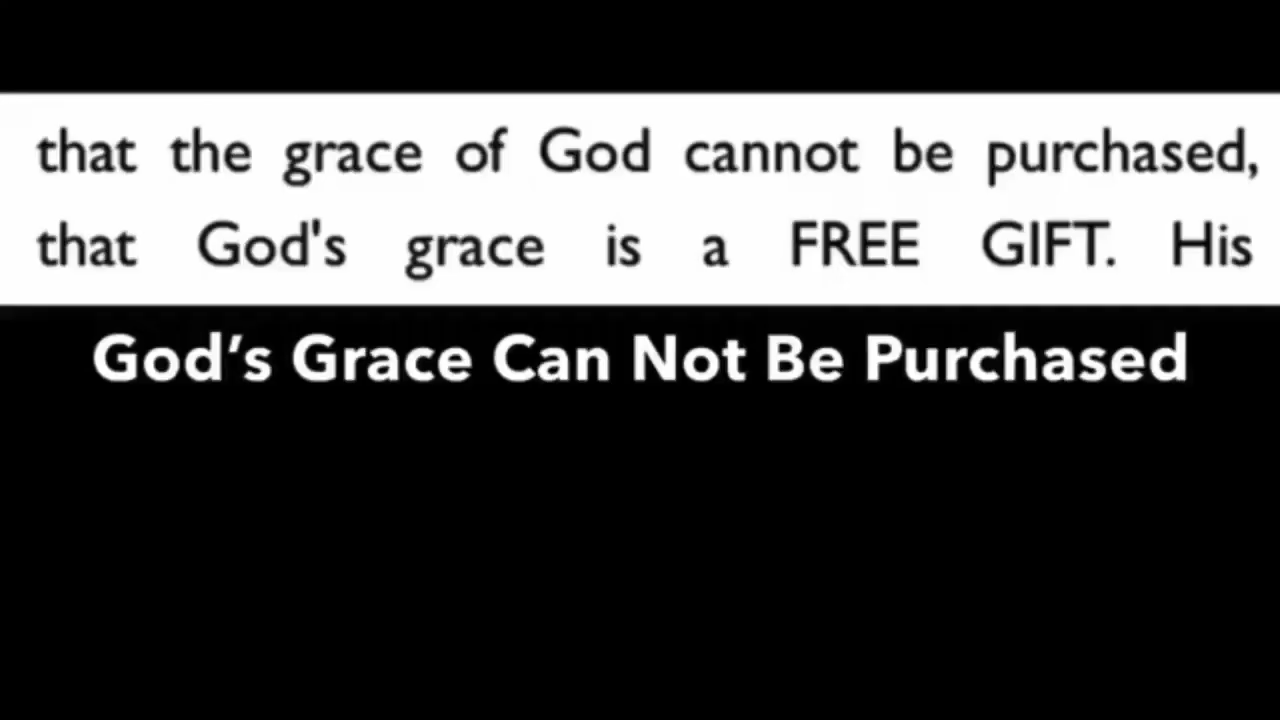 that the grace of God cannot be purchased,
that God's grace is a FREE GIFT. His
God’s Grace Can Not Be Purchased